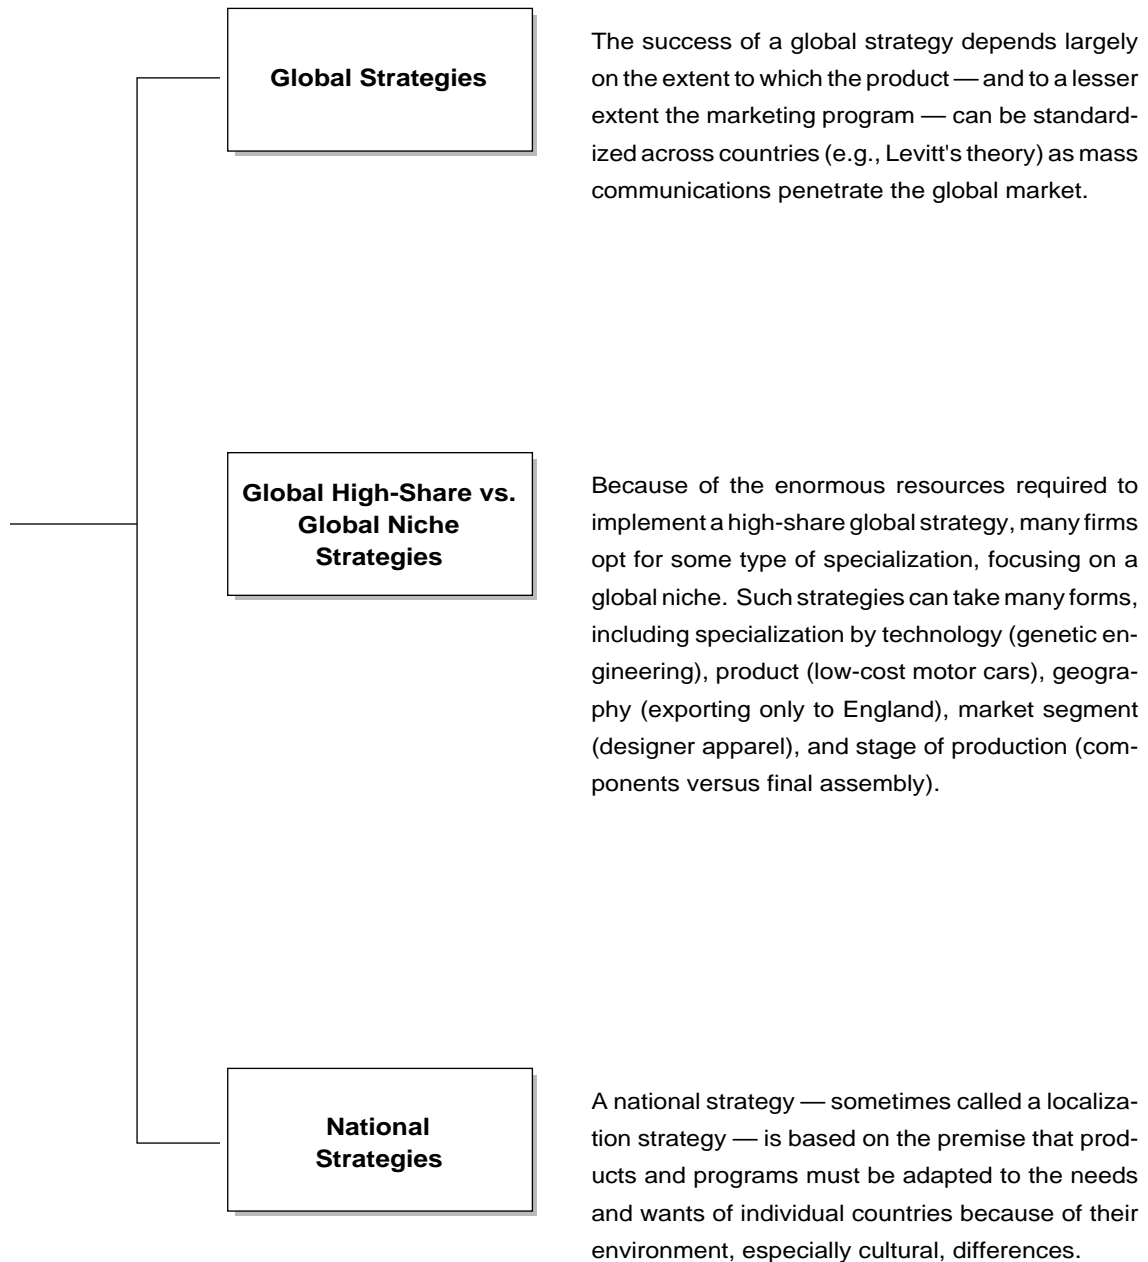 Global Strategies
The success of a global strategy depends largely
on the extent to which the product — and to a lesser
extent the marketing program — can be standard-
ized across countries (e.g., Levitt's theory) as mass
communications penetrate the global market.
Global High-Share vs.
Global Niche
Strategies
Because of the enormous resources required to
implement a high-share global strategy, many firms
opt for some type of specialization, focusing on a
global niche. Such strategies can take many forms,
including specialization by technology (genetic en-
gineering), product (low-cost motor cars), geogra-
phy (exporting only to England), market segment
(designer apparel), and stage of production (com-
ponents versus final assembly).
National
Strategies
A national strategy — sometimes called a localiza-
tion strategy — is based on the premise that prod-
ucts and programs must be adapted to the needs
and wants of individual countries because of their
environment, especially cultural, differences.